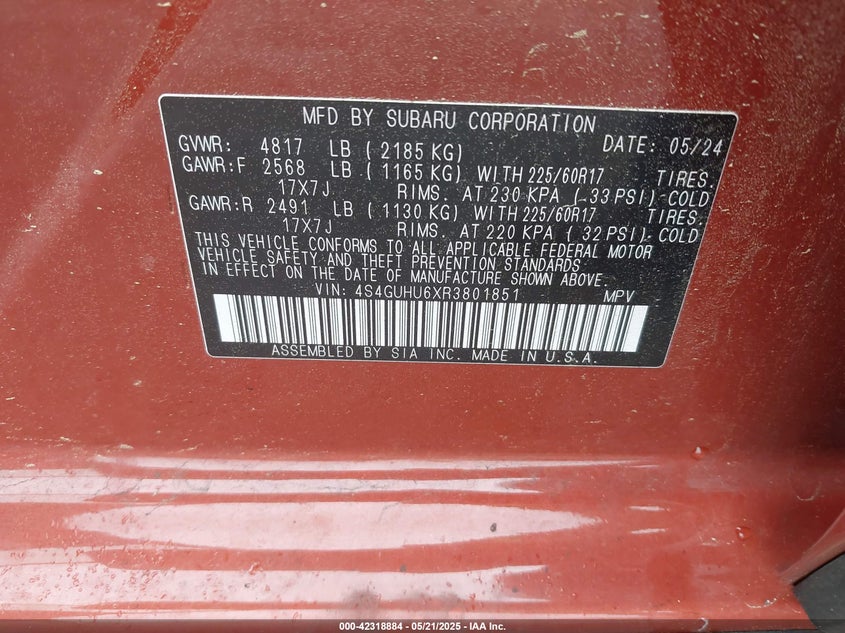 MFD BY SUBARU CORPORATION DATE: 05/24
GVWR: 4817 LB ( 2185 KG)
GAWR:F 2568 LB ( 1165 KG) WITH 225/60R17 TIRES.
17X7J RIMS. AT 230 KPA ( 33 PSI) COLD
GAWR:R 2491 LB ( 1130 KG) WITH 225/60R17 TIRES.
17X7J RIMS. AT 220 KPA ( 32 PSI) COLD
THIS VEHICLE CONFORMS TO ALL APPLICABLE FEDERAL MOTOR
VEHICLE SAFETY AND THEFT PREVENTION STANDARDS
IN EFFECT ON THE DATE OF MANUFACTURE SHOWN ABOVE.
VIN: 4S4GUHU6XR3801851 MPV
ASSEMBLED BY SIA INC. MADE IN U.S.A.
000-42318884 - 05/21/2025 - IAA Inc.